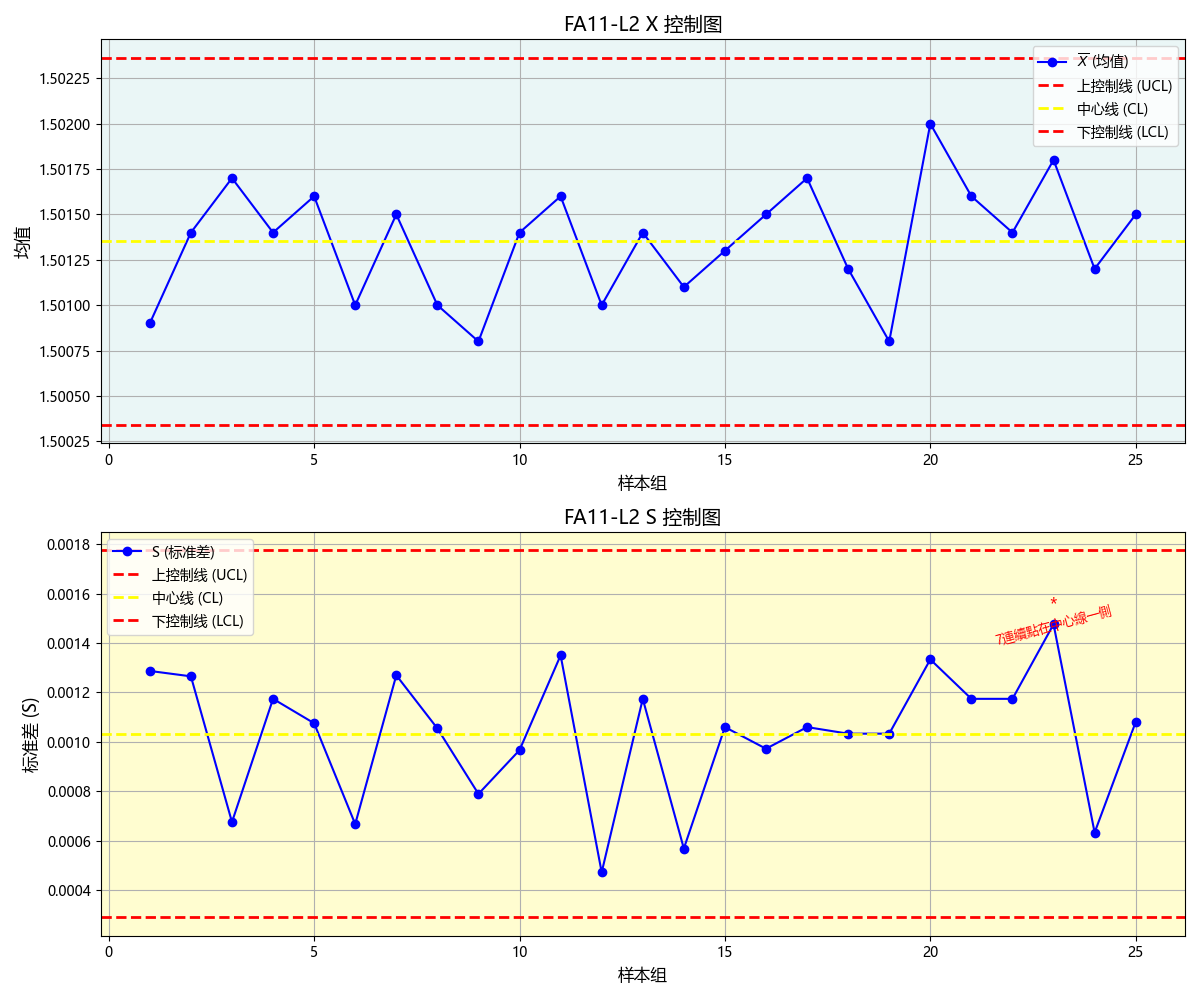 FA11-L2 X 控制图
均值
1.50225
1.50200
1.50175
1.50150
1.50125
1.50100
1.50075
1.50050
1.50025
X̅ (均值)
上控制线 (UCL)
中心线 (CL)
下控制线 (LCL)
0 5 10 15 20 25
样本组
FA11-L2 S 控制图
标准差 (S)
0.0018
0.0016
0.0014
0.0012
0.0010
0.0008
0.0006
0.0004
S (标准差)
上控制线 (UCL)
中心线 (CL)
下控制线 (LCL)
*
7連續點在中心線一側
0 5 10 15 20 25
样本组